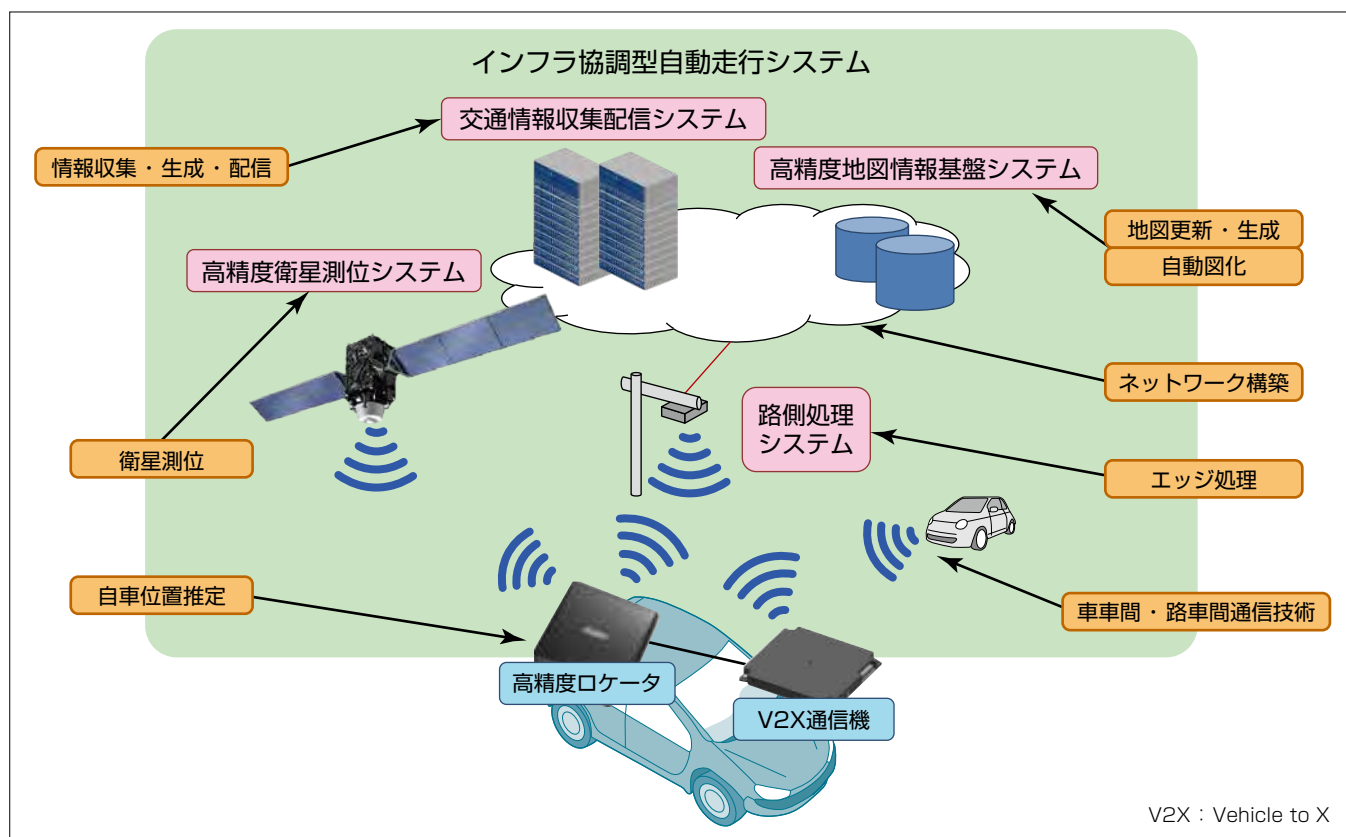 インフラ協調型自動走行システム
交通情報収集配信システム
情報収集・生成・配信
高精度地図情報基盤システム
地図更新・生成
自動図化
高精度衛星測位システム
ネットワーク構築
路側処理
システム
衛星測位
エッジ処理
自車位置推定
車車間・路車間通信技術
高精度ロケータ
V2X通信機
V2X：Vehicle to X